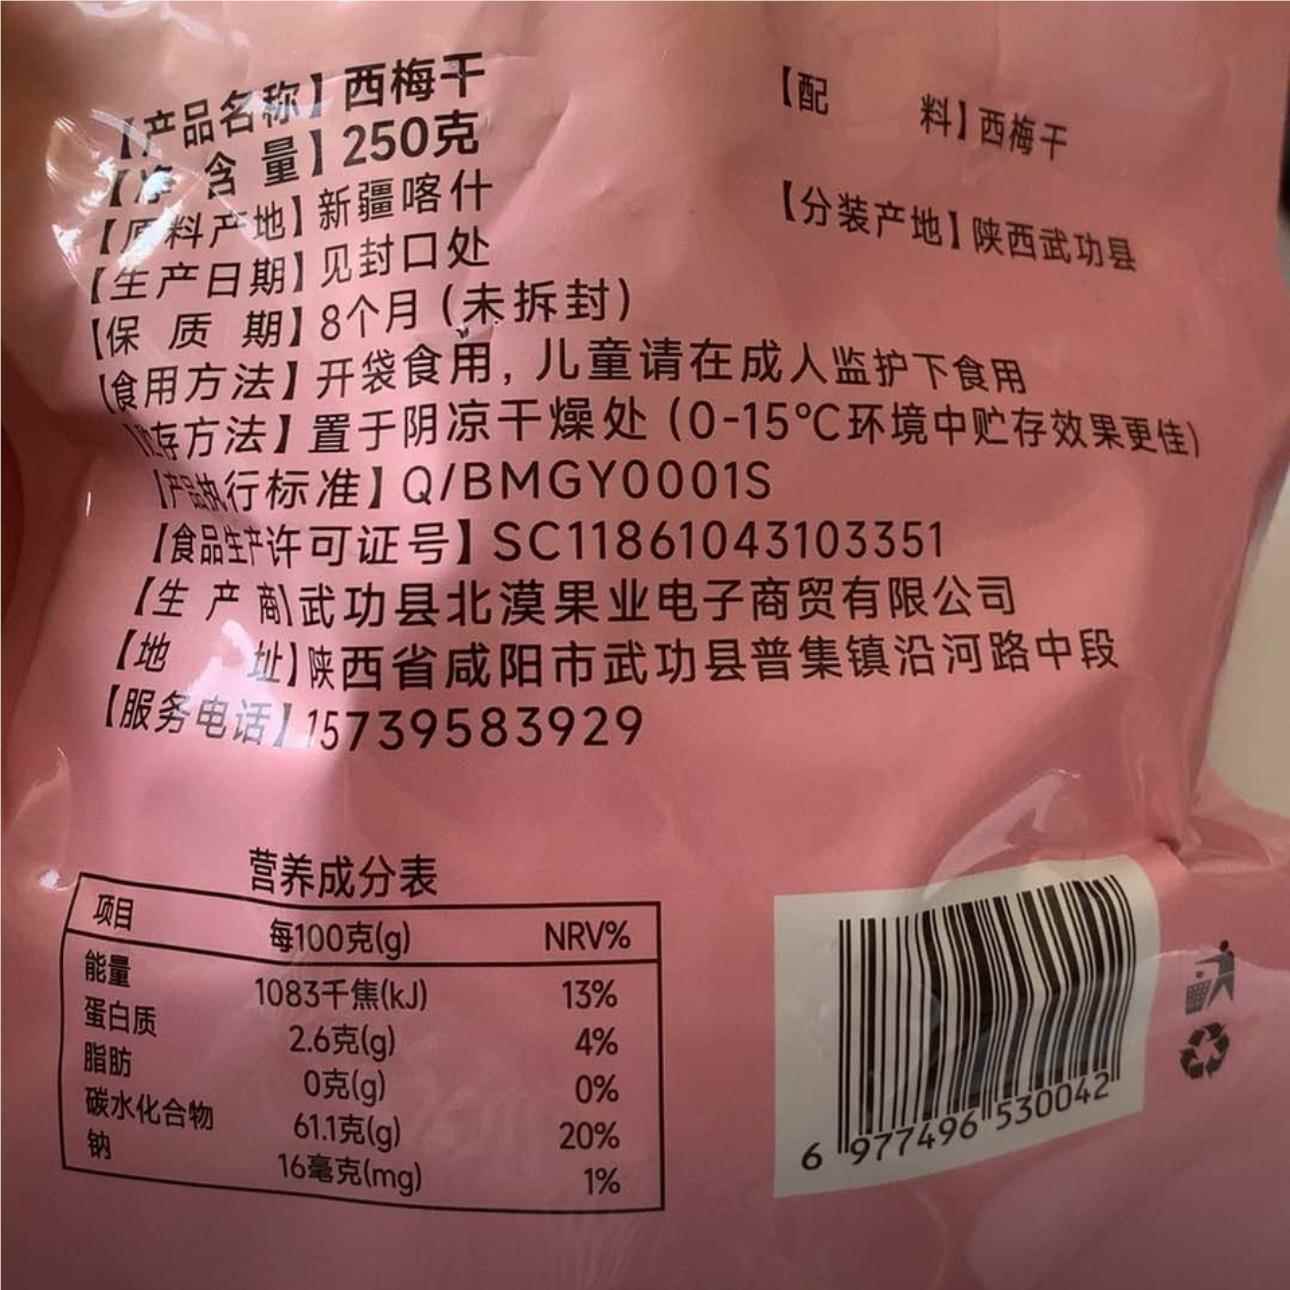 【产品名称】西梅干
【净含量】250克
【原料产地】新疆喀什
【生产日期】见封口处
【保质期】8个月（未拆封）
【配料】西梅干
【分装产地】陕西武功县
【食用方法】开袋食用，儿童请在成人监护下食用
【贮存方法】置于阴凉干燥处（0-15℃环境中贮存效果更佳）
【产品执行标准】Q/BMGY0001S
【食品生产许可证号】SC11861043103351
【生产商】武功县北漠果业电子商贸有限公司
【地址】陕西省咸阳市武功县普集镇沿河路中段
【服务电话】15739583929
营养成分表
项目 每100克(g) NRV%
能量 1083千焦(kJ) 13%
蛋白质 2.6克(g) 4%
脂肪 0克(g) 0%
碳水化合物 61.1克(g) 20%
钠 16毫克(mg) 1%
6 977496 530042